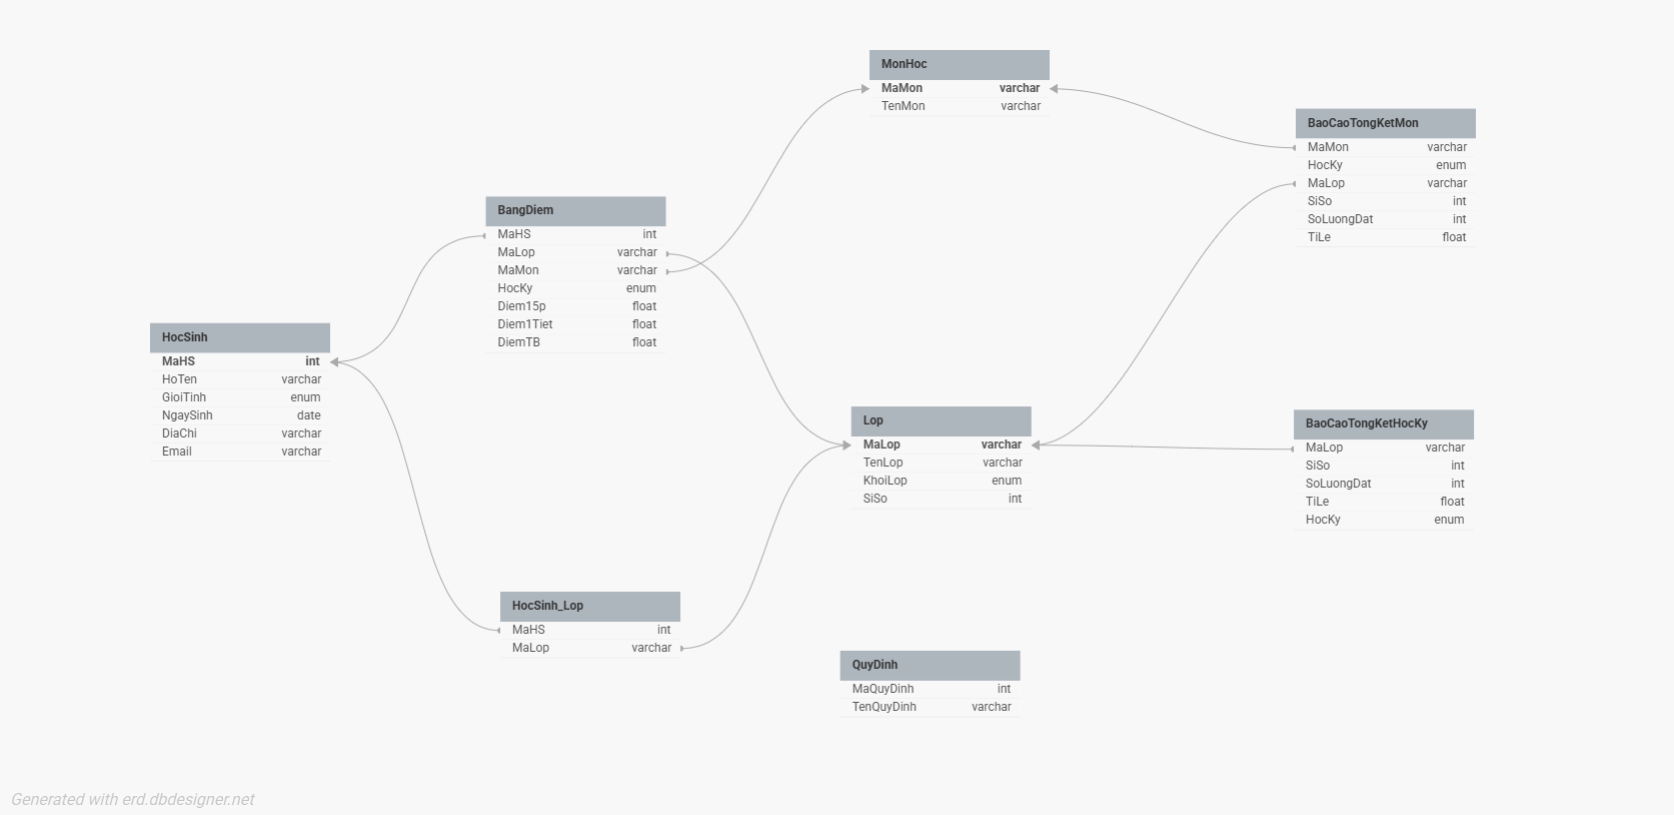 MonHoc
MaMon varchar
TenMon varchar
BaoCaoTongKetMon
MaMon varchar
HocKy enum
MaLop varchar
SiSo int
SoLuongDat int
TiLe float
BangDiem
MaHS int
MaLop varchar
MaMon varchar
HocKy enum
Diem15p float
Diem1Tiet float
DiemTB float
HocSinh
MaHS int
HoTen varchar
GioiTinh enum
NgaySinh date
DiaChi varchar
Email varchar
Lop
MaLop varchar
TenLop varchar
KhoiLop enum
SiSo int
BaoCaoTongKetHocKy
MaLop varchar
SiSo int
SoLuongDat int
TiLe float
HocKy enum
HocSinh_Lop
MaHS int
MaLop varchar
QuyDinh
MaQuyDinh int
TenQuyDinh varchar
Generated with erd.dbdesigner.net